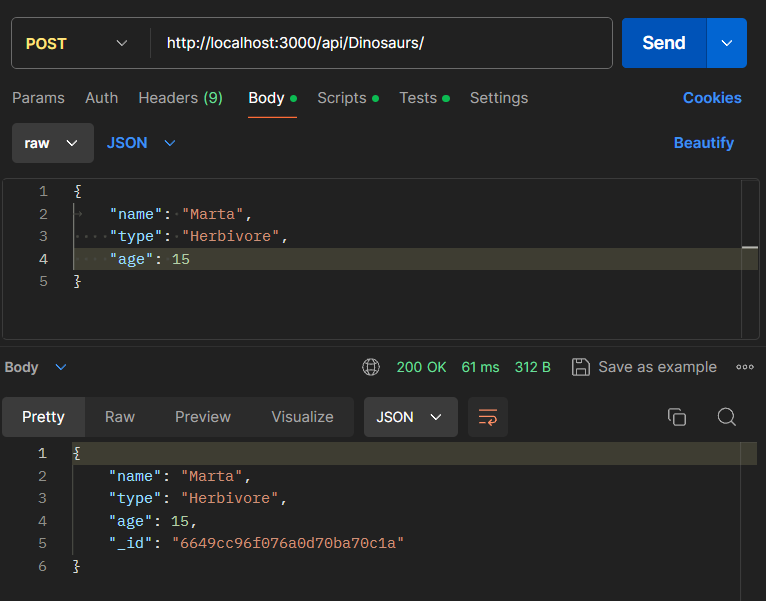 POST http://localhost:3000/api/Dinosaurs/ Send
Params Auth Headers (9) Body Scripts Tests Settings Cookies
raw JSON Beautify
1 {
2 "name": "Marta",
3 "type": "Herbivore",
4 "age": 15
5 }
Body 200 OK 61 ms 312 B Save as example
Pretty Raw Preview Visualize JSON
1 {
2 "name": "Marta",
3 "type": "Herbivore",
4 "age": 15,
5 "_id": "6649cc96f076a0d70ba70c1a"
6 }